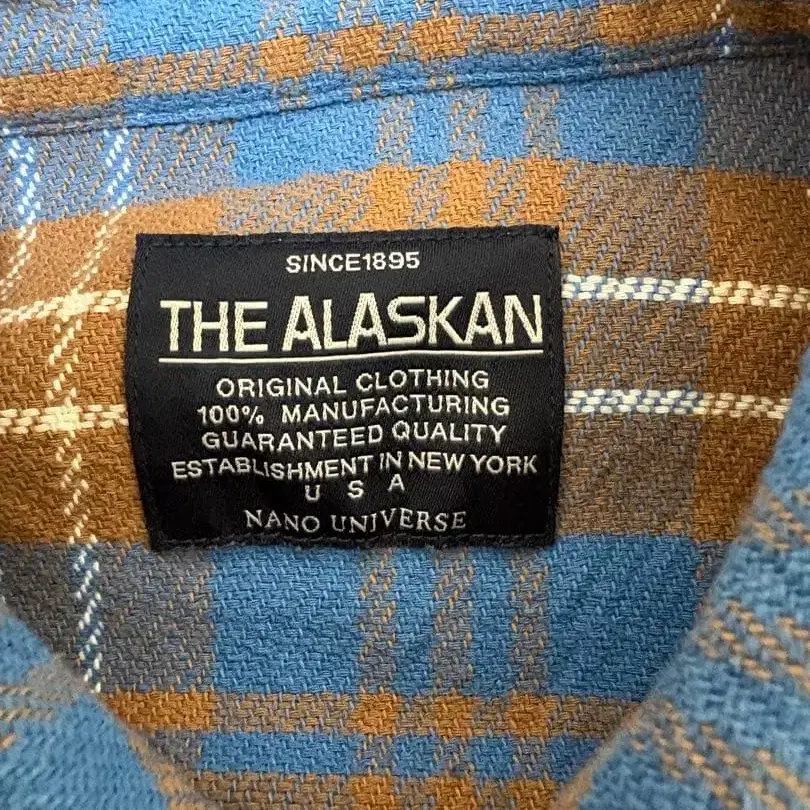 SINCE1895
THE ALASKAN
ORIGINAL CLOTHING
100% MANUFACTURING
GUARANTEED QUALITY
ESTABLISHMENT IN NEW YORK
U S A
NANO UNIVERSE